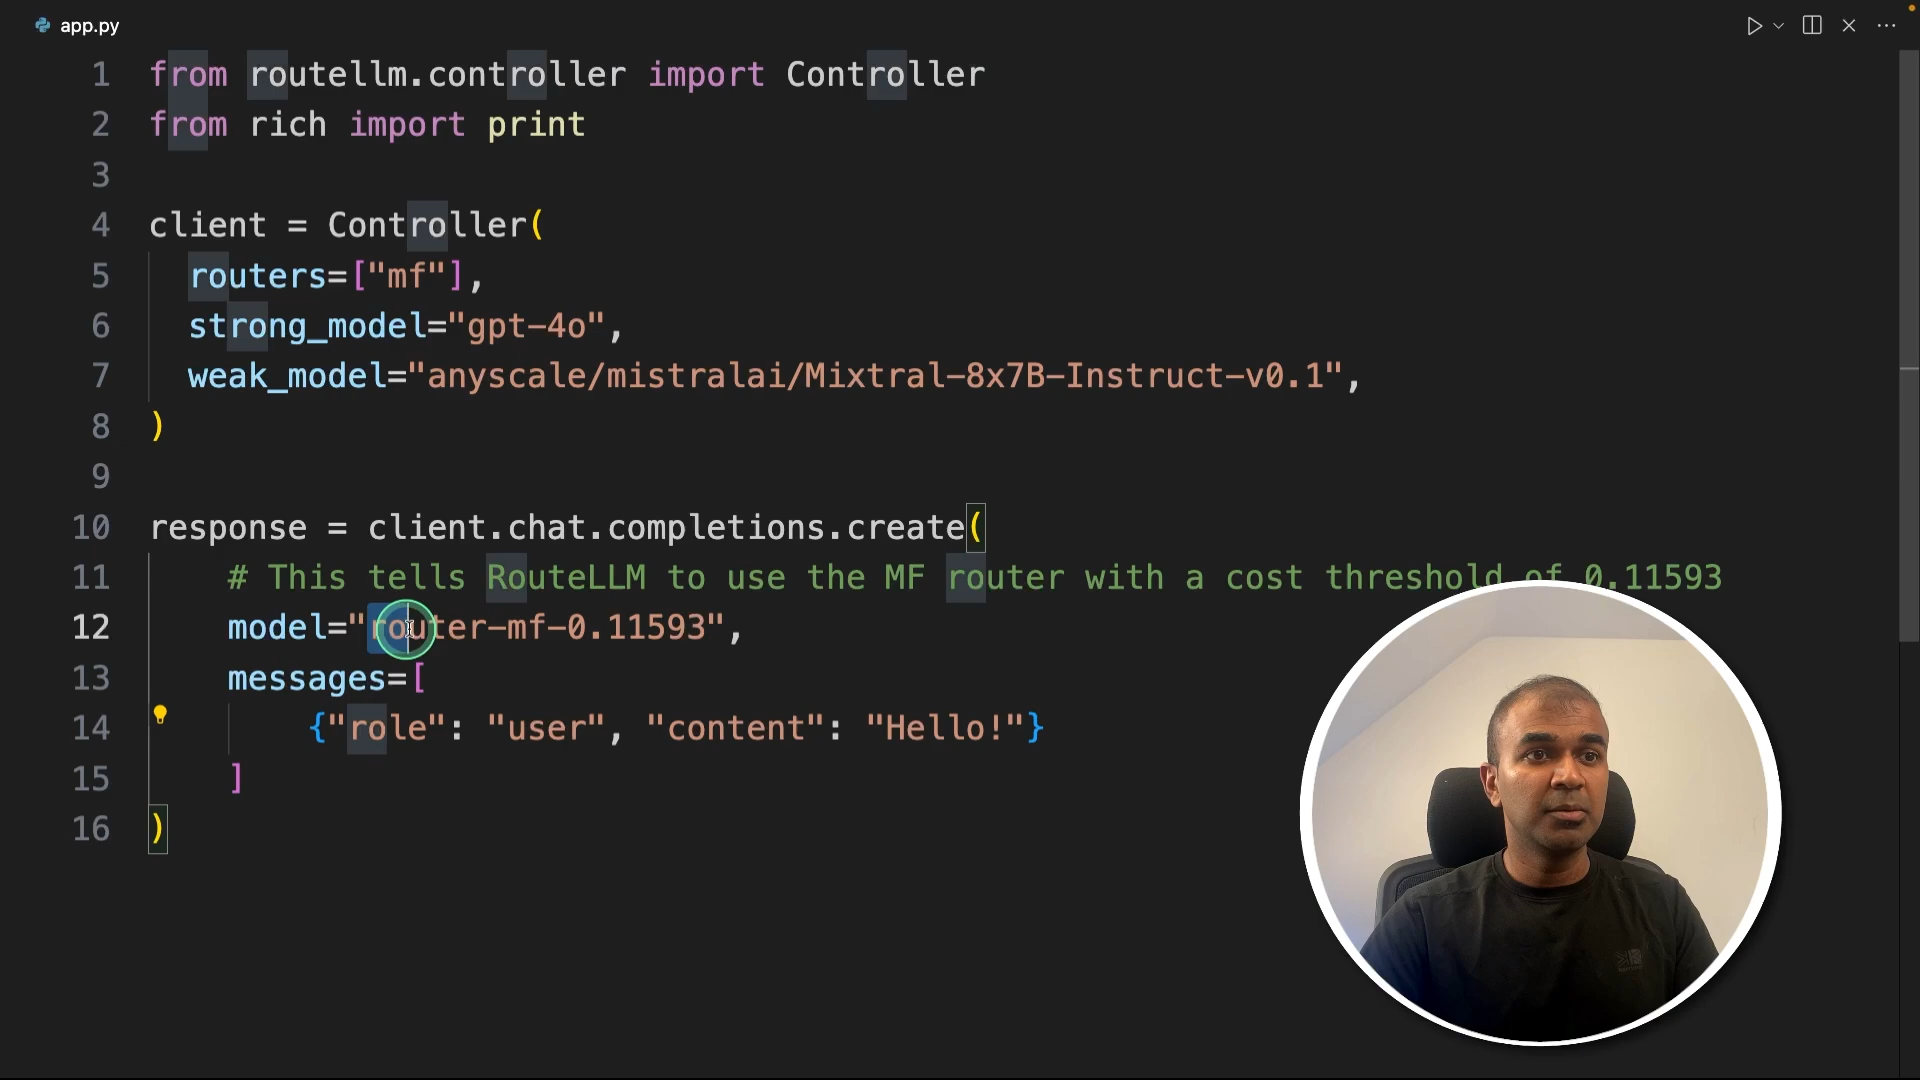 app.py
1 from routellm.controller import Controller
2 from rich import print
3
4 client = Controller(
5 routers=["mf"],
6 strong_model="gpt-4o",
7 weak_model="anyscale/mistralai/Mixtral-8x7B-Instruct-v0.1",
8 )
9
10 response = client.chat.completions.create(
11 # This tells RouteLLM to use the MF router with a cost threshold of 0.11593
12 model="router-mf-0.11593",
13 messages=[
14 {"role": "user", "content": "Hello!"}
15 ]
16 )